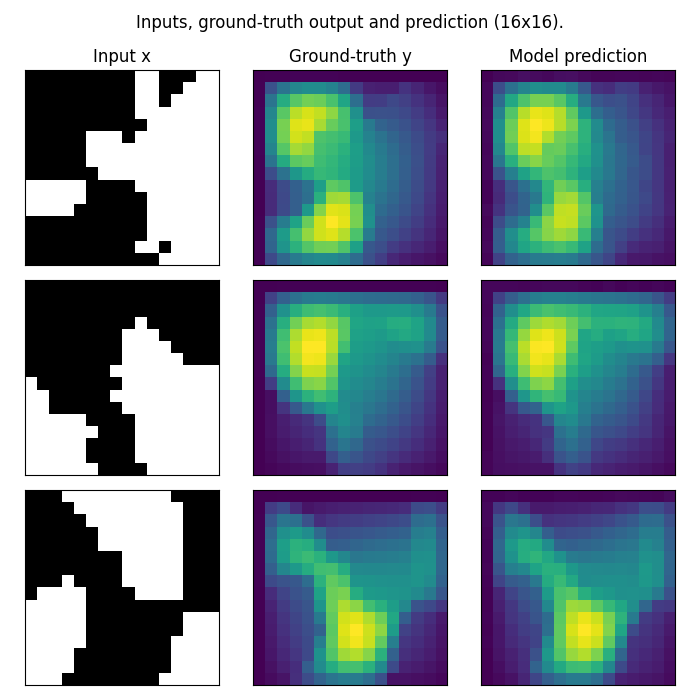 Inputs, ground-truth output and prediction (16x16).
Input x
Ground-truth y
Model prediction